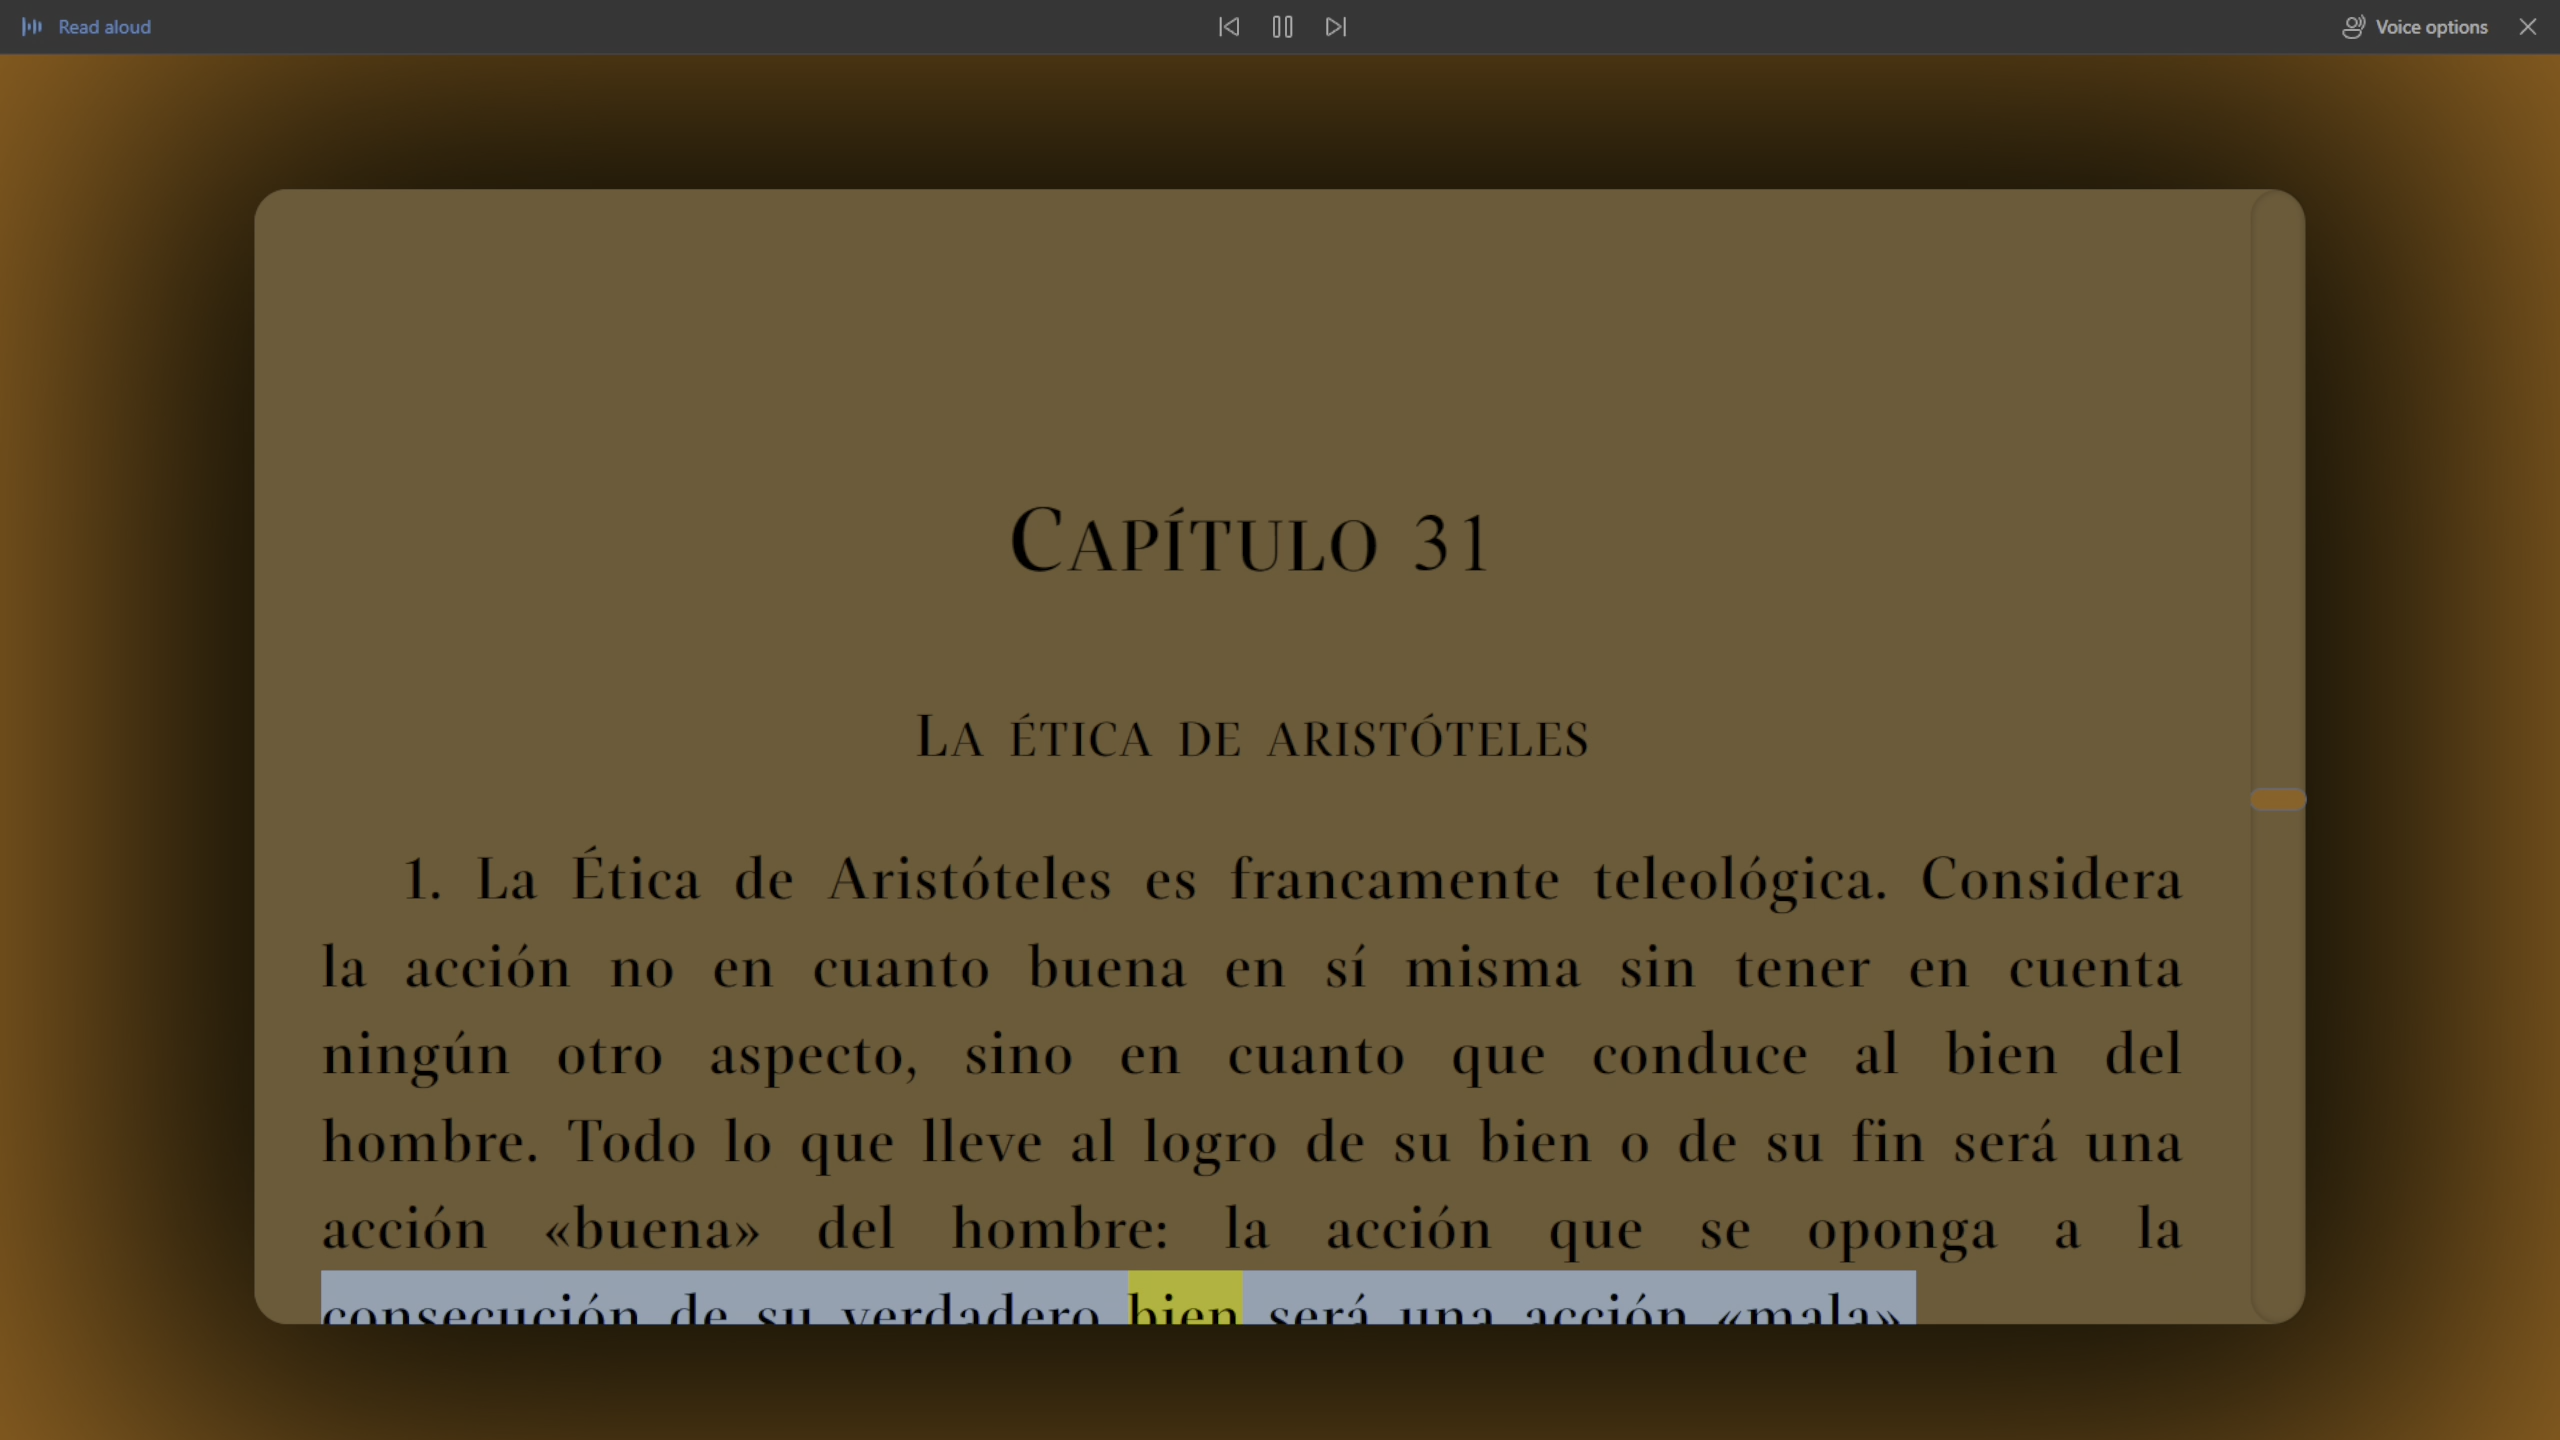 Read aloud
Voice options
CAPÍTULO 31
LA ÉTICA DE ARISTÓTELES
1. La Ética de Aristóteles es francamente teleológica. Considera
la acción no en cuanto buena en sí misma sin tener en cuenta
ningún otro aspecto, sino en cuanto que conduce al bien del
hombre. Todo lo que lleve al logro de su bien o de su fin será una
acción «buena» del hombre: la acción que se oponga a la
consecución de su verdadero bien será una acción «mala»